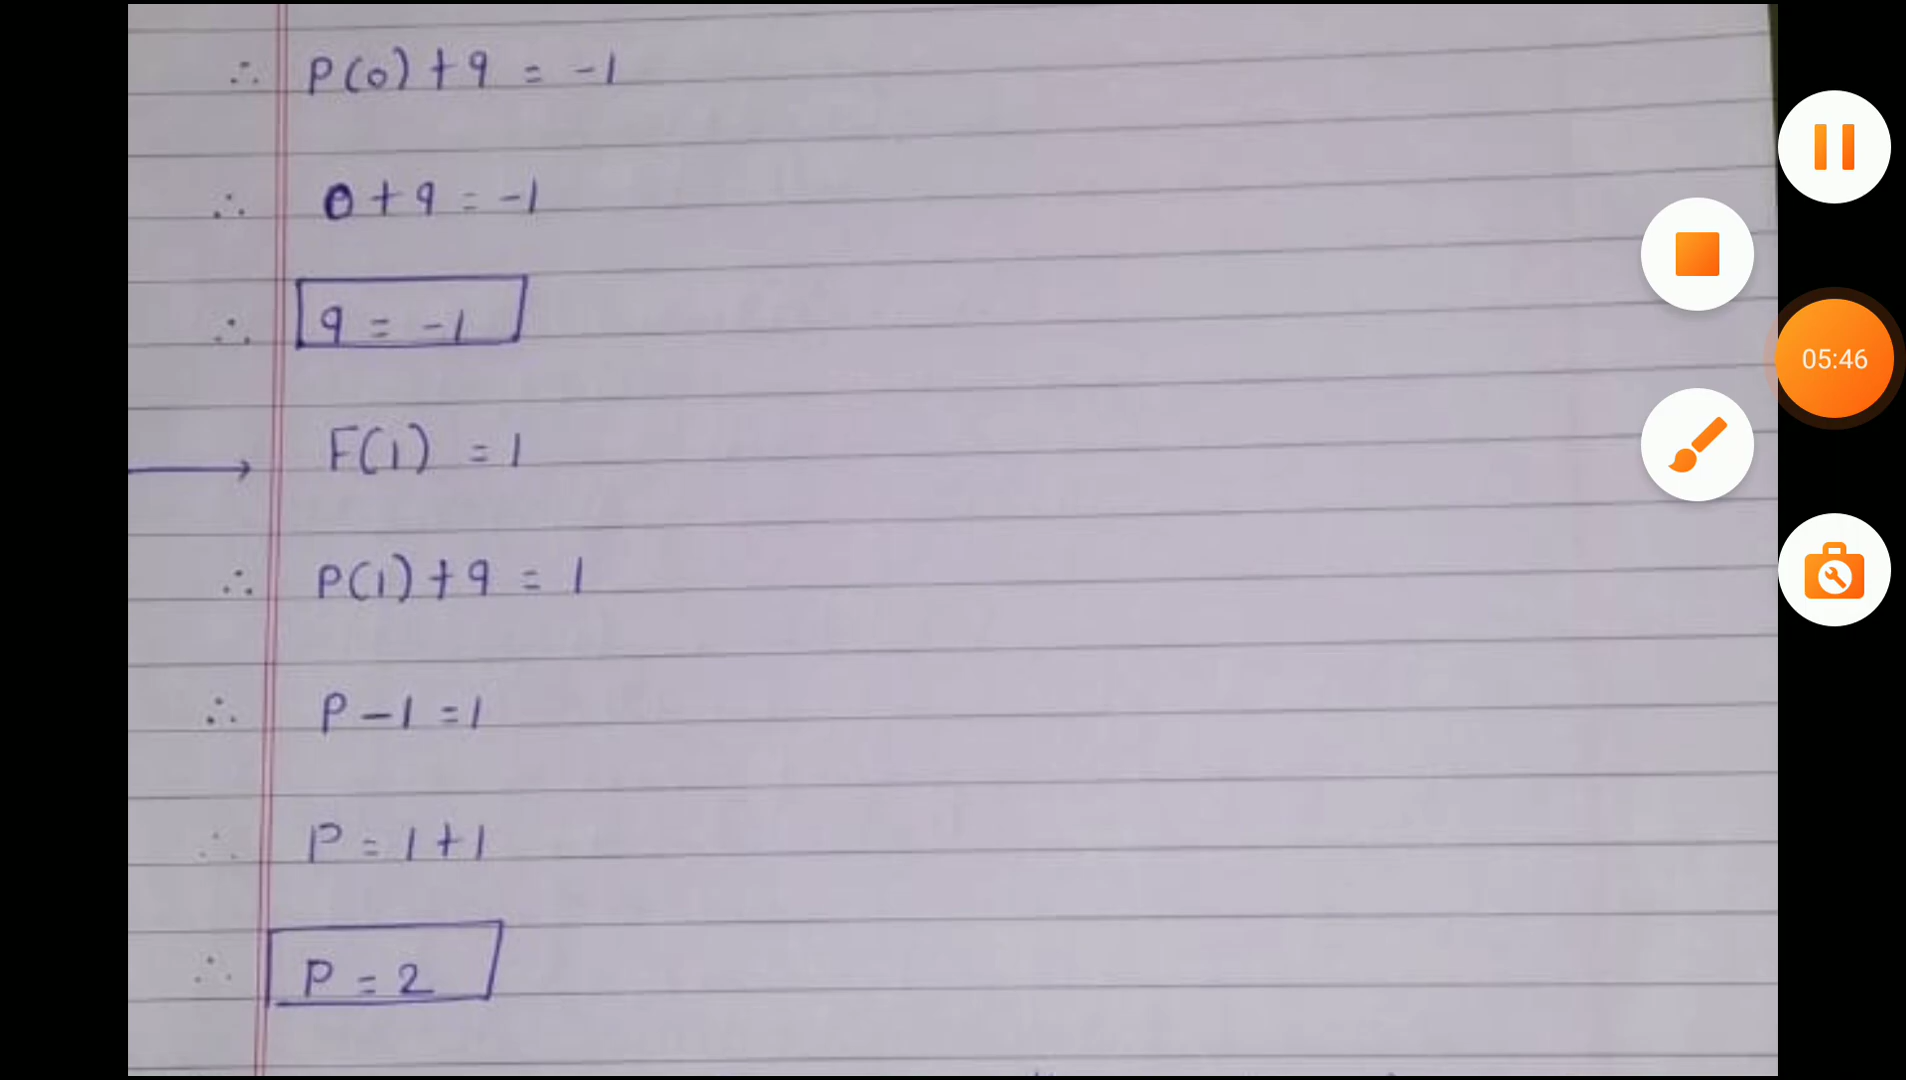 ∴ P(0) + q = -1
∴ 0 + q = -1
∴ q = -1
→ F(1) = 1
∴ P(1) + q = 1
∴ P - 1 = 1
∴ P = 1 + 1
∴ P = 2
05:46